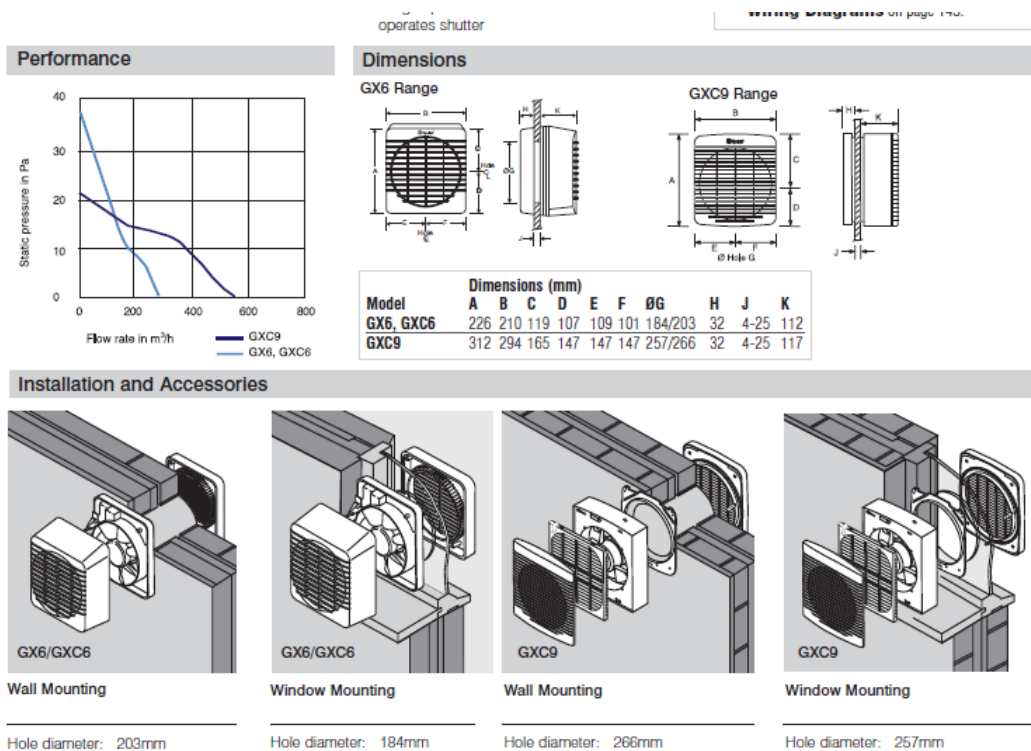 operates shutter
Wiring Diagrams on page 143.
Performance
Dimensions
40
30
20
10
0
Static pressure in Pa
0 200 400 600 800
Flow rate in m³/h
GXC9
GX6, GXC6
GX6 Range
B
H K
A
C
D
ØG
E F
Hole
J
GXC9 Range
B
H K
A
C
D
E F
Ø Hole G
J
Dimensions (mm)
Model A B C D E F ØG H J K
GX6, GXC6 226 210 119 107 109 101 184/203 32 4-25 112
GXC9 312 294 165 147 147 147 257/266 32 4-25 117
Installation and Accessories
GX6/GXC6
GX6/GXC6
GXC9
GXC9
Wall Mounting
Window Mounting
Wall Mounting
Window Mounting
Hole diameter: 203mm
Hole diameter: 184mm
Hole diameter: 266mm
Hole diameter: 257mm